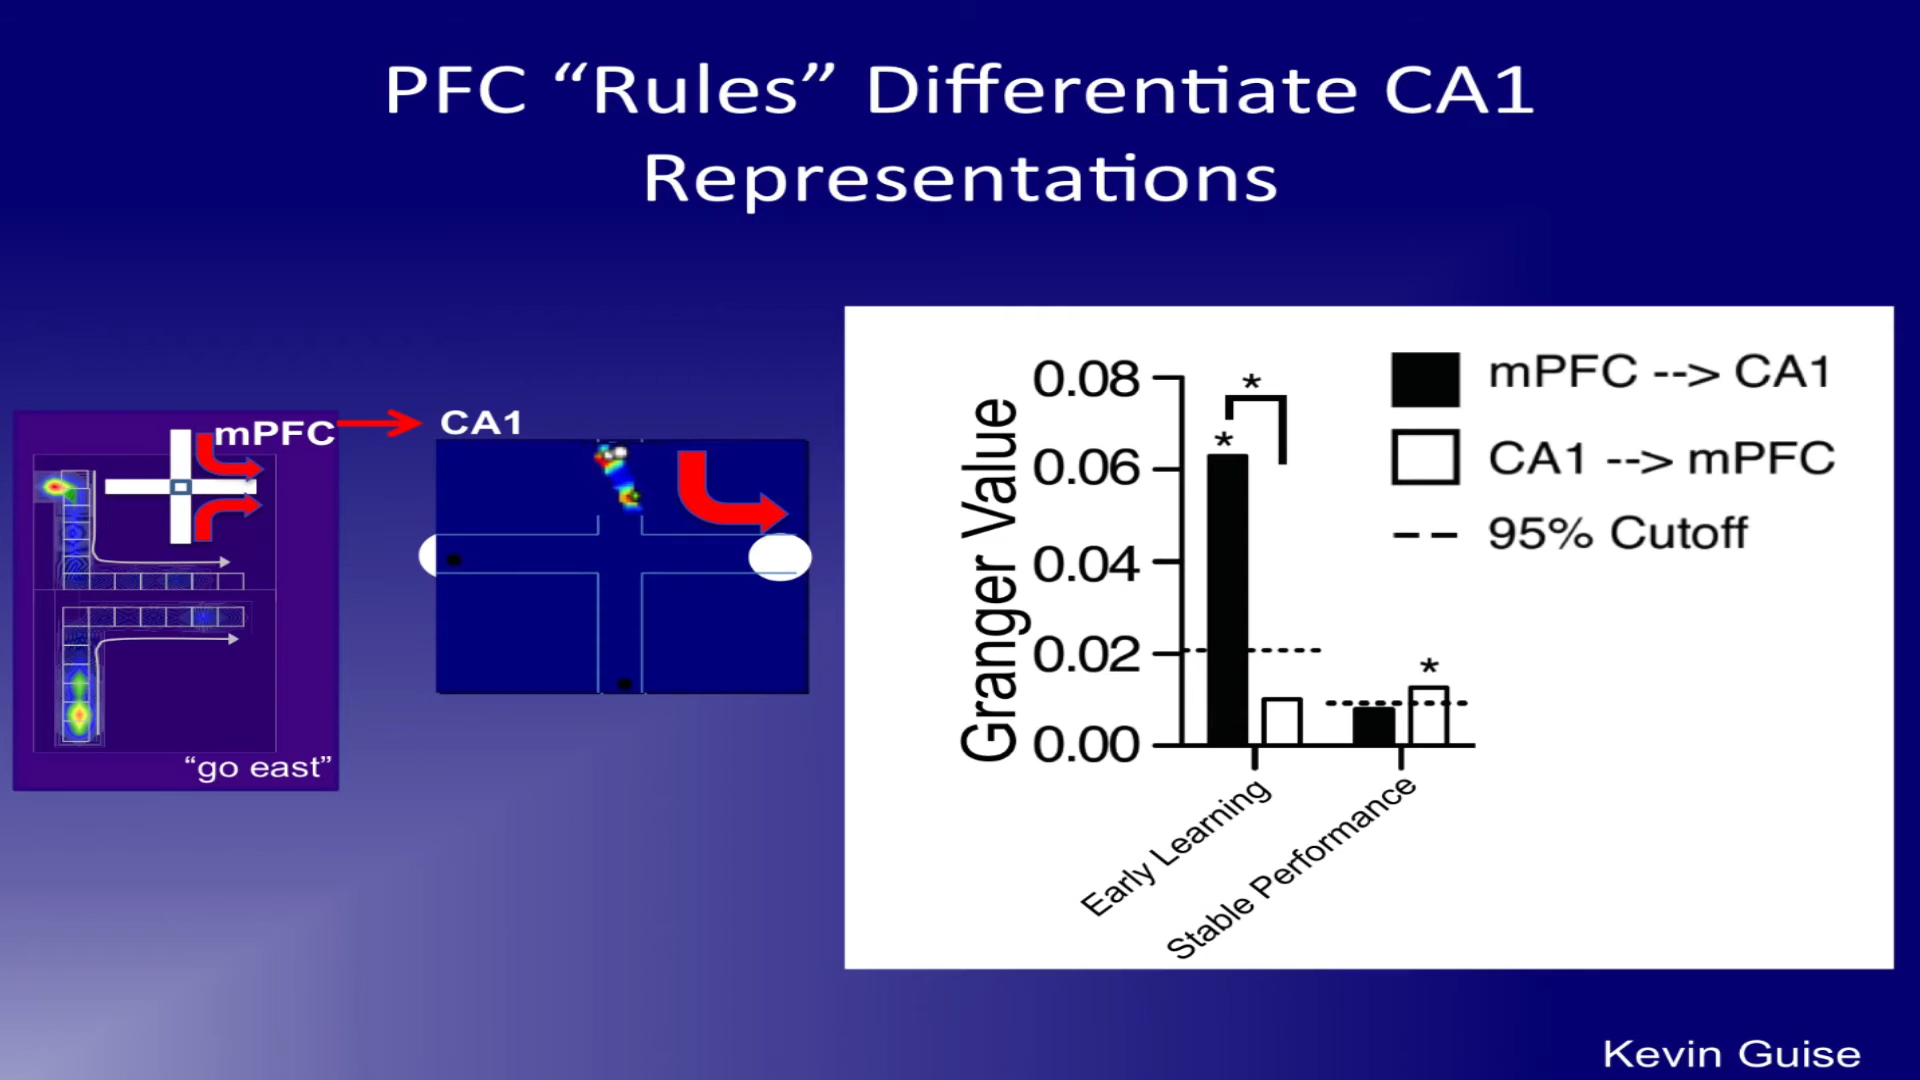 PFC “Rules” Differentiate CA1
Representations
mPFC
CA1
“go east”
Granger Value
0.08
0.06
0.04
0.02
0.00
*
*
*
Early Learning
Stable Performance
mPFC --> CA1
CA1 --> mPFC
95% Cutoff
Kevin Guise